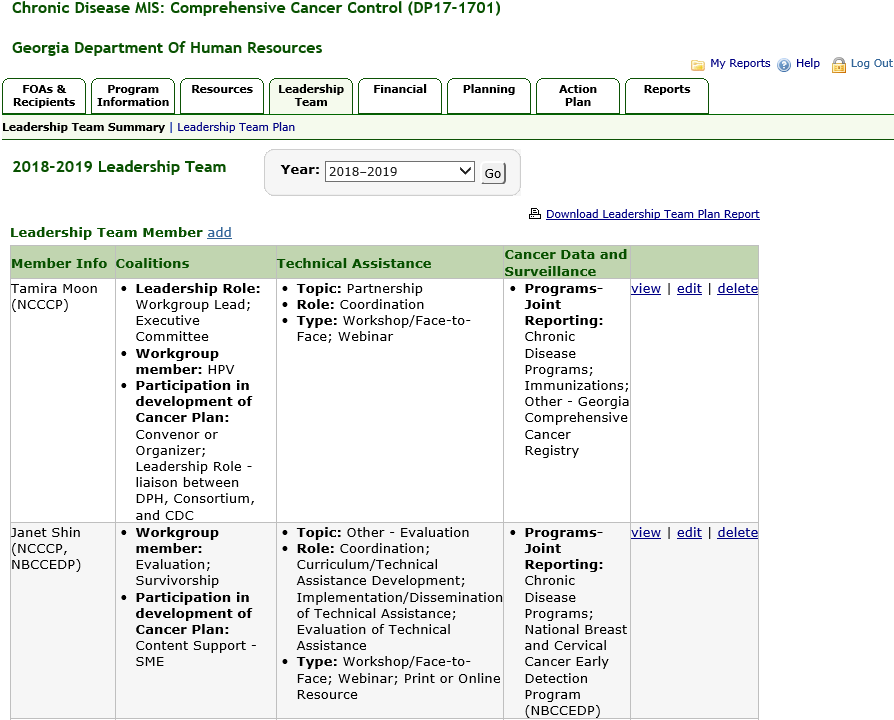 Chronic Disease MIS: Comprehensive Cancer Control (DP17-1701)
Georgia Department Of Human Resources
My Reports Help Log Out
FOAs & Recipients
Program Information
Resources
Leadership Team
Financial
Planning
Action Plan
Reports
Leadership Team Summary | Leadership Team Plan
2018-2019 Leadership Team
Year: 2018-2019 Go
Download Leadership Team Plan Report
Leadership Team Member add
Member Info
Coalitions
Technical Assistance
Cancer Data and
Surveillance
Tamira Moon
(NCCCP)
• Leadership Role:
Workgroup Lead;
Executive
Committee
• Workgroup
member: HPV
• Participation in
development of
Cancer Plan:
Convenor or
Organizer;
Leadership Role -
liaison between
DPH, Consortium,
and CDC
• Topic: Partnership
• Role: Coordination
• Type: Workshop/Face-to-
Face; Webinar
• Programs-
Joint
Reporting:
Chronic
Disease
Programs;
Immunizations;
Other - Georgia
Comprehensive
Cancer
Registry
view | edit | delete
Janet Shin
(NCCCP,
NBCCEDP)
• Workgroup
member:
Evaluation;
Survivorship
• Participation in
development of
Cancer Plan:
Content Support -
SME
• Topic: Other - Evaluation
• Role: Coordination;
Curriculum/Technical
Assistance Development;
Implementation/Dissemination
of Technical Assistance;
Evaluation of Technical
Assistance
• Type: Workshop/Face-to-
Face; Webinar; Print or Online
Resource
• Programs-
Joint
Reporting:
Chronic
Disease
Programs;
National Breast
and Cervical
Cancer Early
Detection
Program
(NBCCEDP)
view | edit | delete